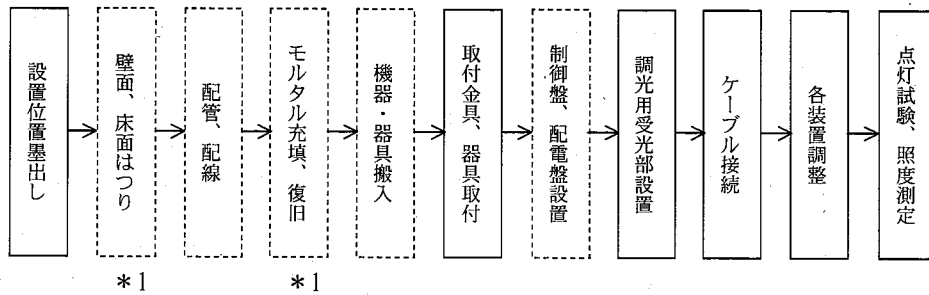 設置位置墨出し
壁面、床面はつり
配管、配線
モルタル充填、復旧
機器・器具搬入
取付金具、器具取付
制御盤、配電盤設置
調光用受光部設置
ケーブル接続
各装置調整
点灯試験、照度測定
*1
*1